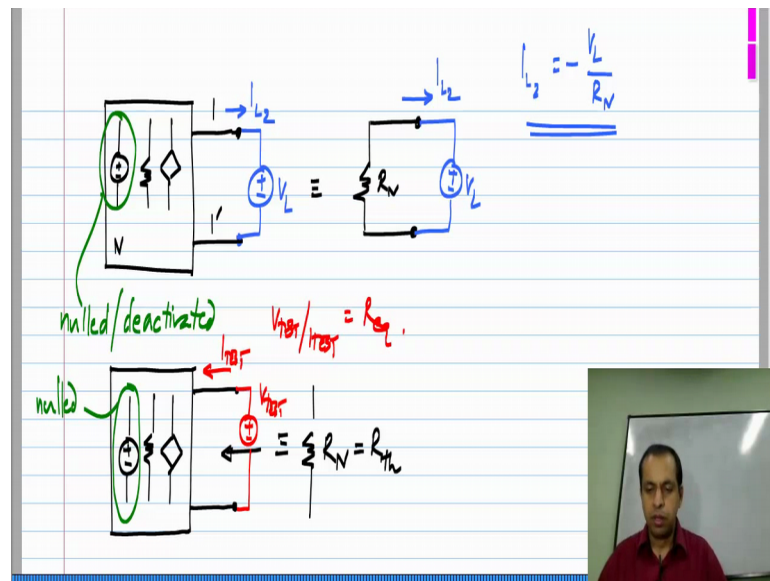 I_L2 = - V_L / R_N
1 I_L2 I_L2
V_L ≡ R_N V_L
N 1'
nulled/deactivated V_TEST/I_TEST = R_eq.
I_TEST
nulled V_TEST
≡ R_N = R_Th